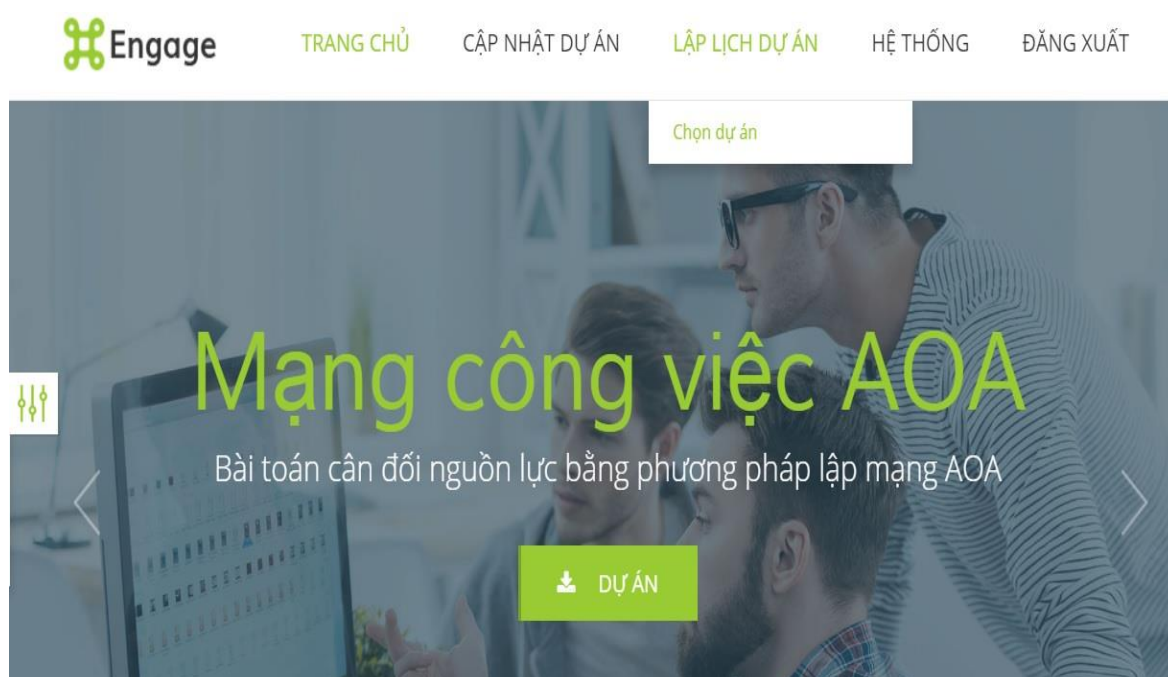 Engage
TRANG CHỦ
CẬP NHẬT DỰ ÁN
LẬP LỊCH DỰ ÁN
HỆ THỐNG
ĐĂNG XUẤT
Chọn dự án
Mạng công việc AOA
Bài toán cân đối nguồn lực bằng phương pháp lập mạng AOA
DỰ ÁN